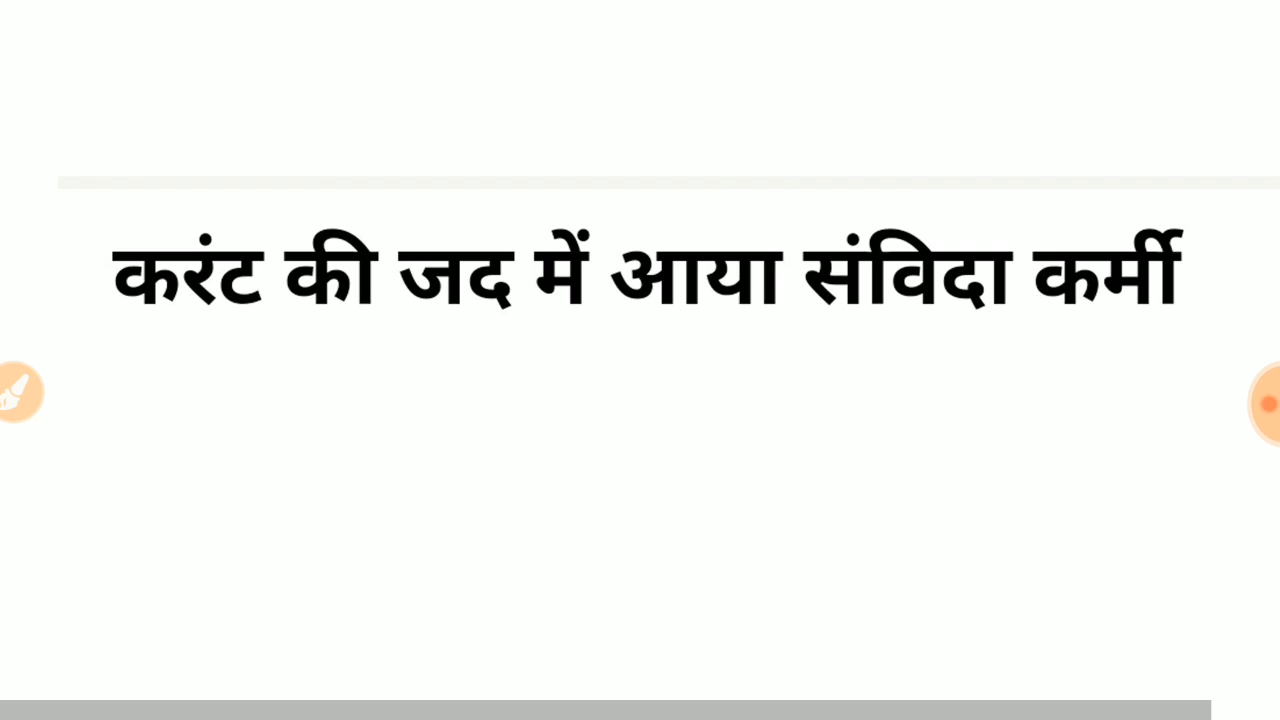 करंट की जद में आया संविदा कर्मी